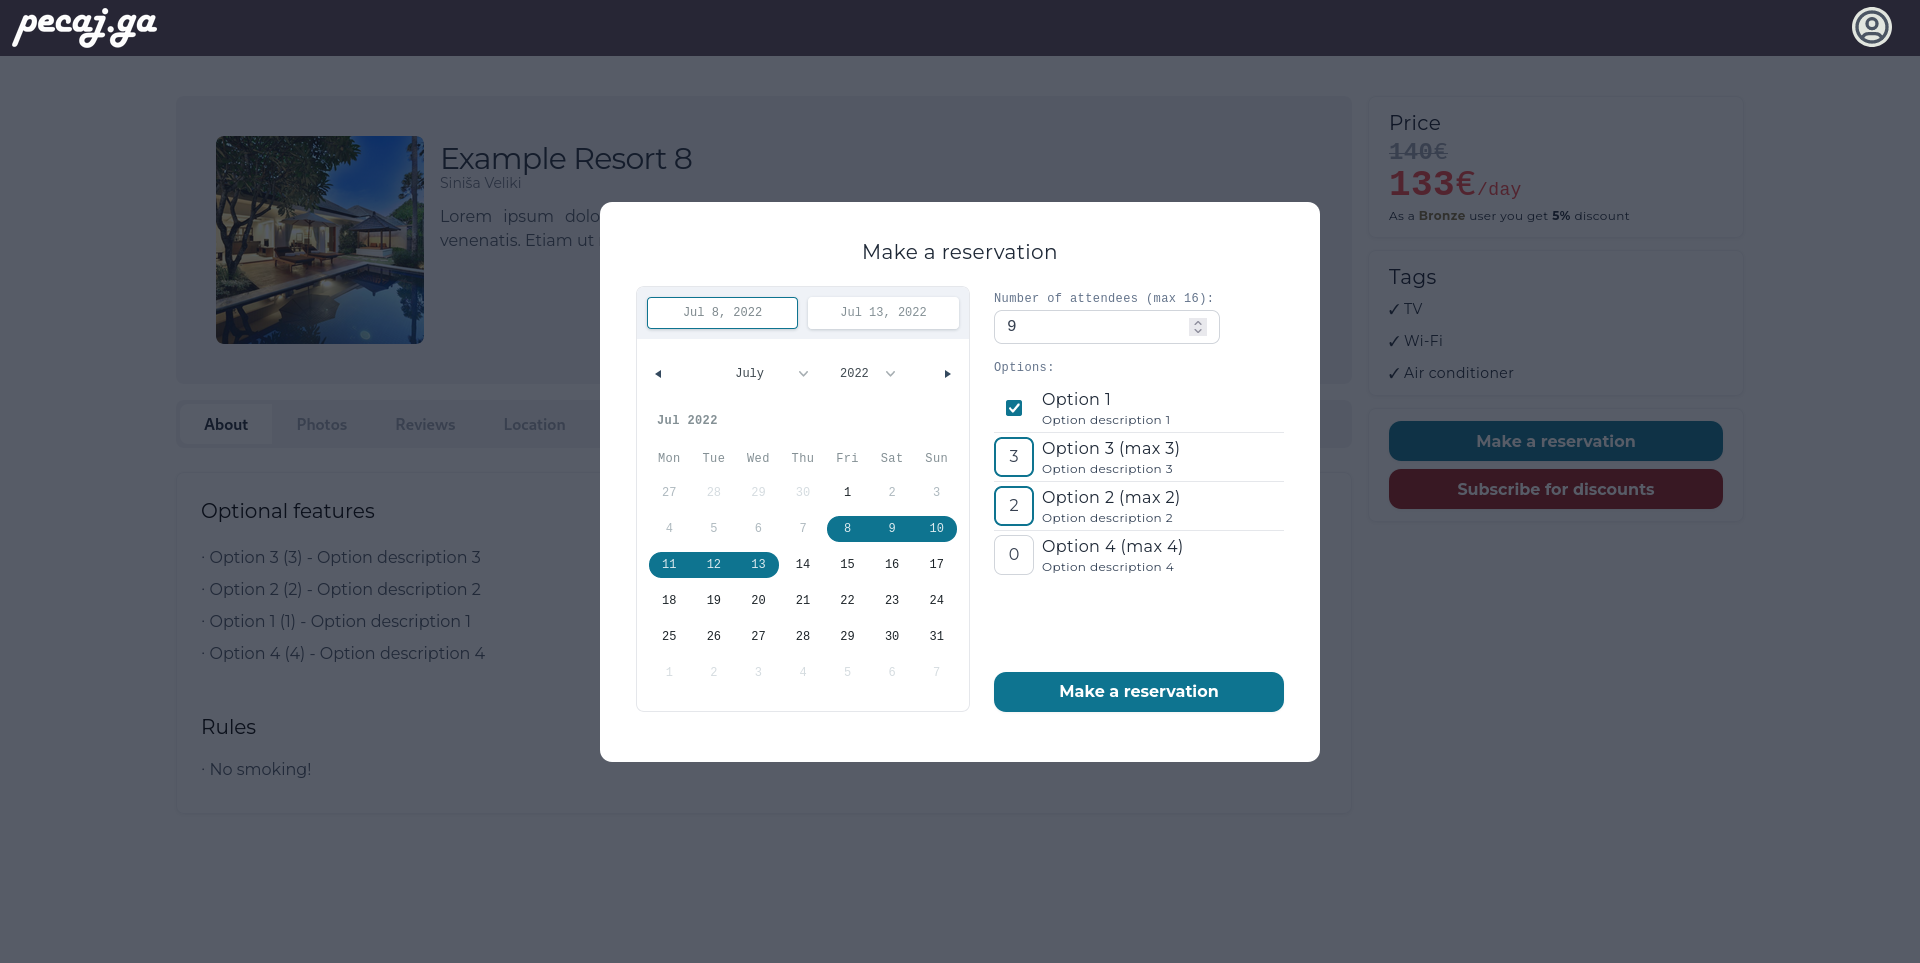 pecaj.ga
Example Resort 8
Siniša Veliki
Lorem ipsum dolo
venenatis. Etiam ut
About Photos Reviews Location
Optional features
· Option 3 (3) - Option description 3
· Option 2 (2) - Option description 2
· Option 1 (1) - Option description 1
· Option 4 (4) - Option description 4
Rules
· No smoking!
Make a reservation
Jul 8, 2022 Jul 13, 2022
July 2022
Jul 2022
Mon Tue Wed Thu Fri Sat Sun
27 28 29 30 1 2 3
4 5 6 7 8 9 10
11 12 13 14 15 16 17
18 19 20 21 22 23 24
25 26 27 28 29 30 31
1 2 3 4 5 6 7
Number of attendees (max 16):
9
Options:
Option 1
Option description 1
3 Option 3 (max 3)
Option description 3
2 Option 2 (max 2)
Option description 2
0 Option 4 (max 4)
Option description 4
Make a reservation
Price
140€
133€/day
As a Bronze user you get 5% discount
Tags
✓ TV
✓ Wi-Fi
✓ Air conditioner
Make a reservation
Subscribe for discounts